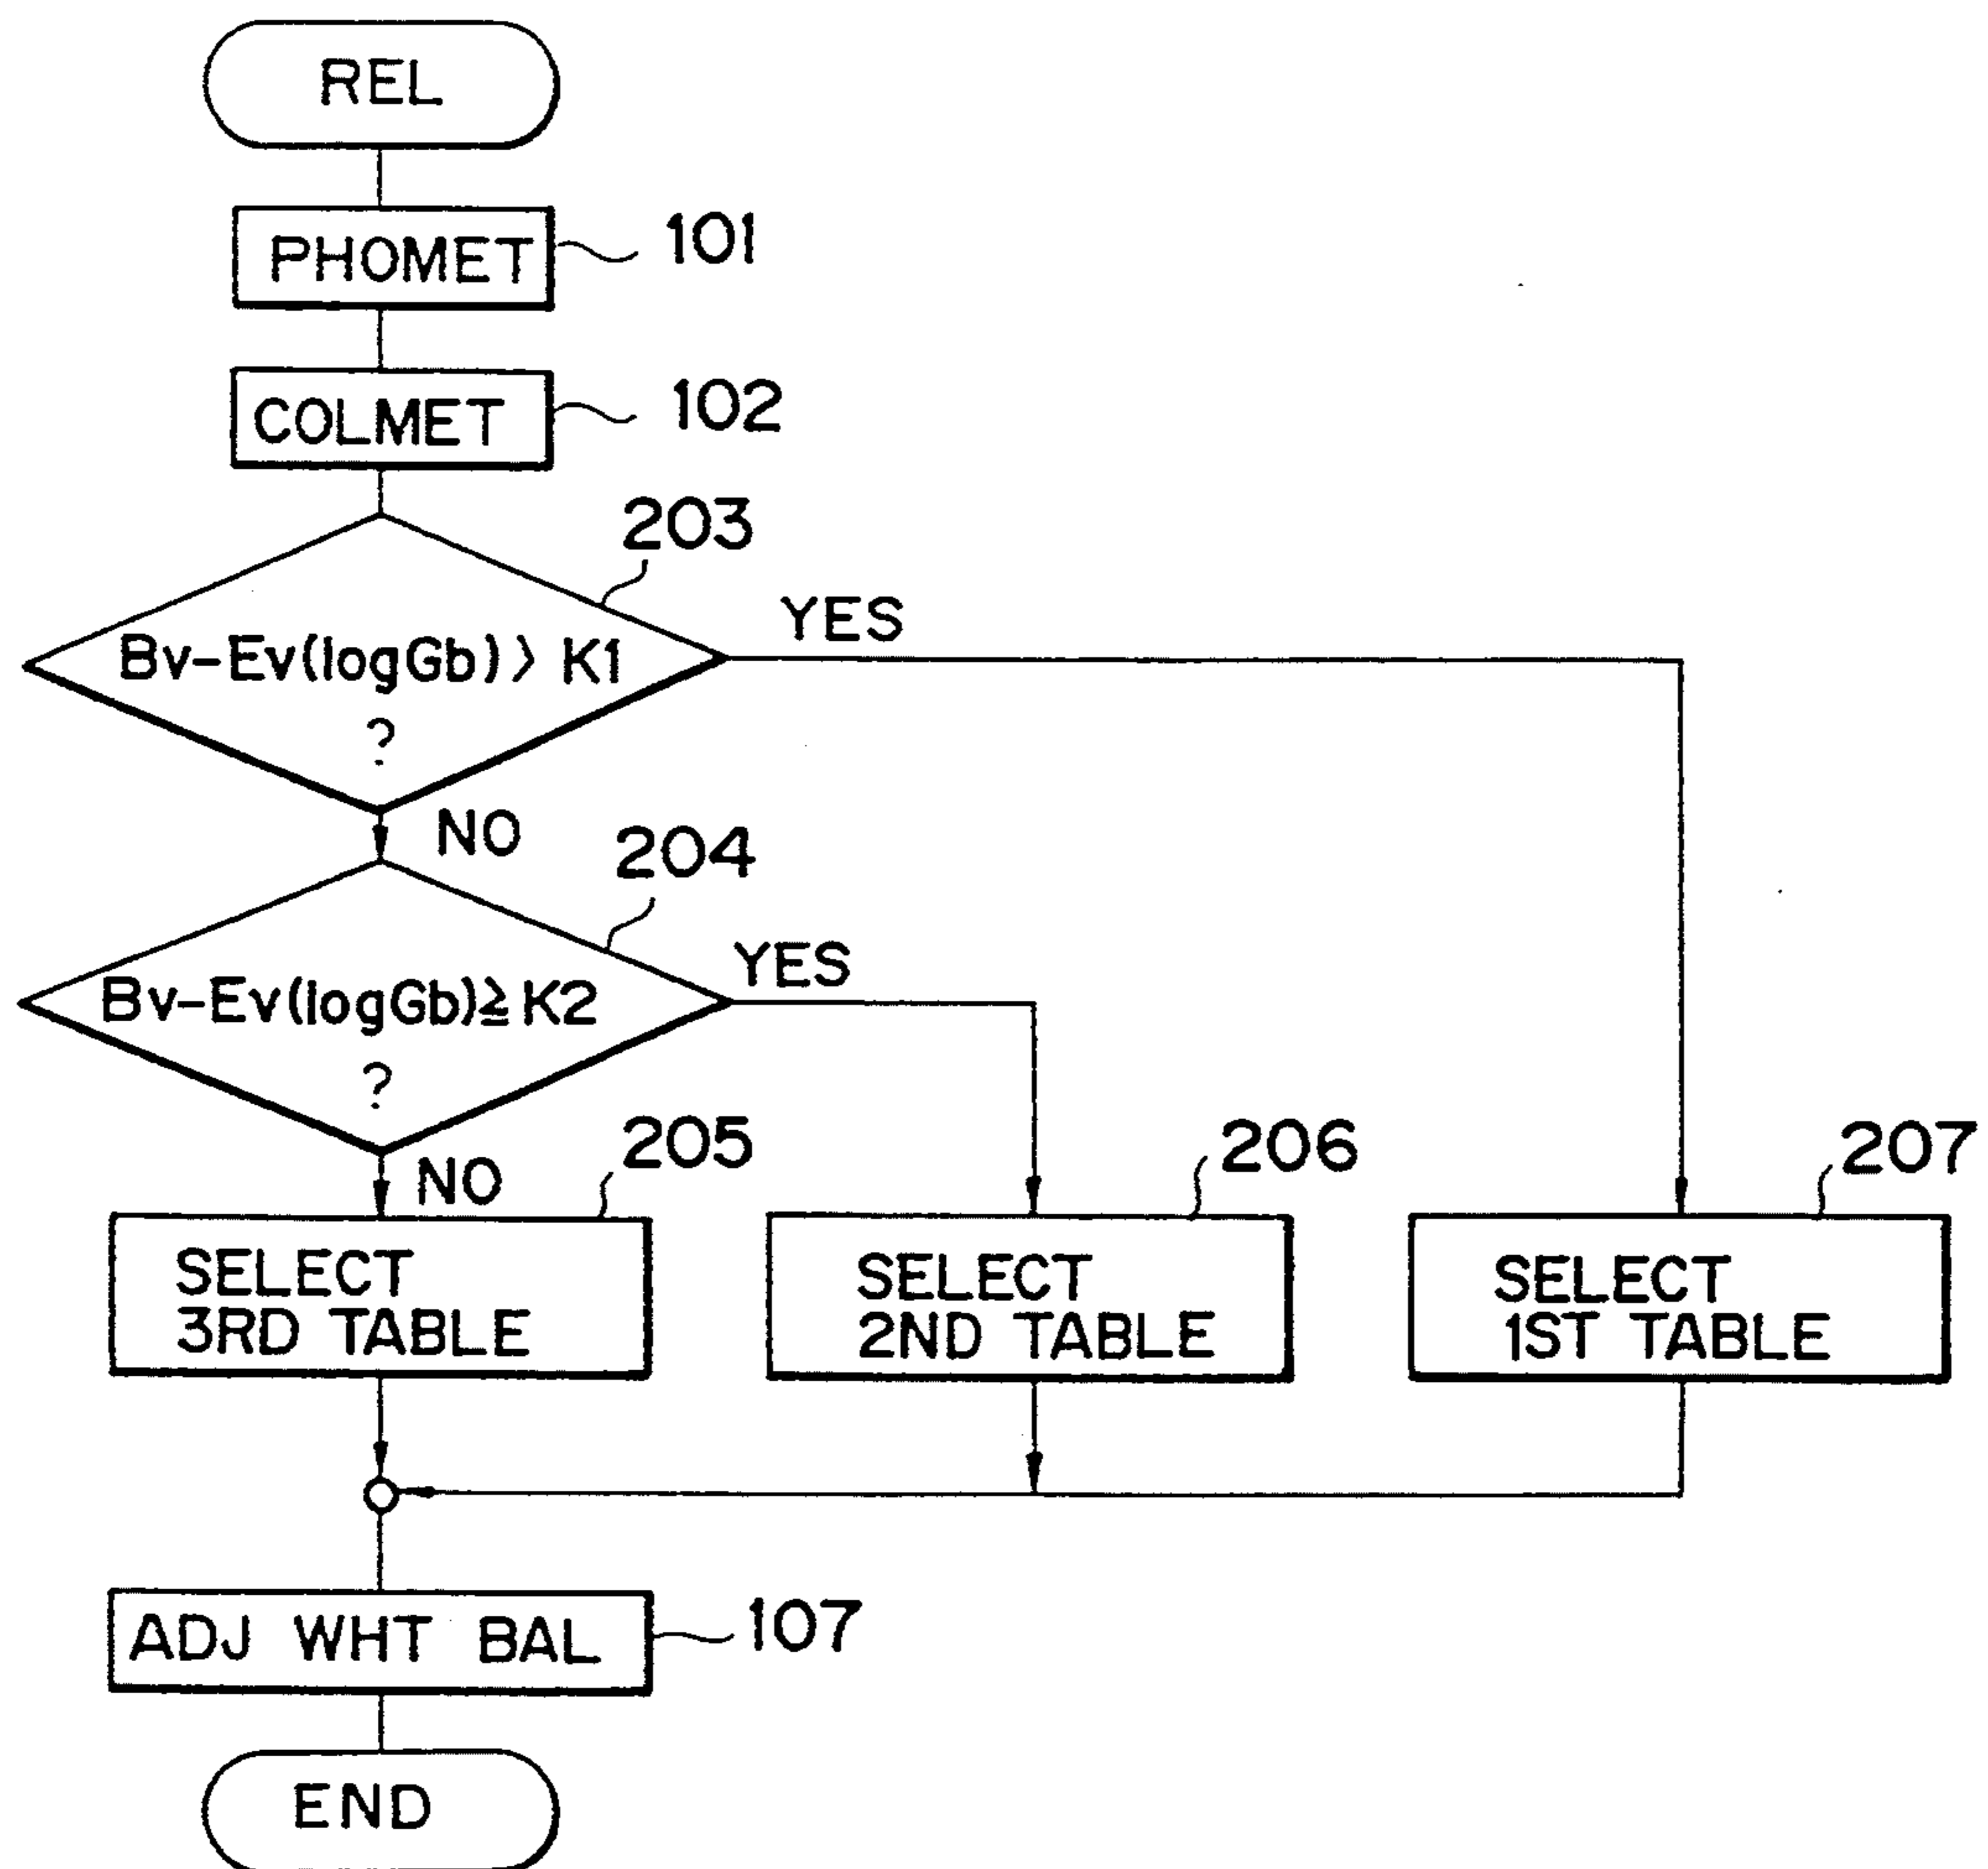 REL
PHOMET
101
COLMET
102
203
Bv-Ev(logGb) > K1
?
YES
NO
204
Bv-Ev(logGb) ≧ K2
?
YES
NO
205
SELECT
3RD TABLE
206
SELECT
2ND TABLE
207
SELECT
1ST TABLE
ADJ WHT BAL
107
END